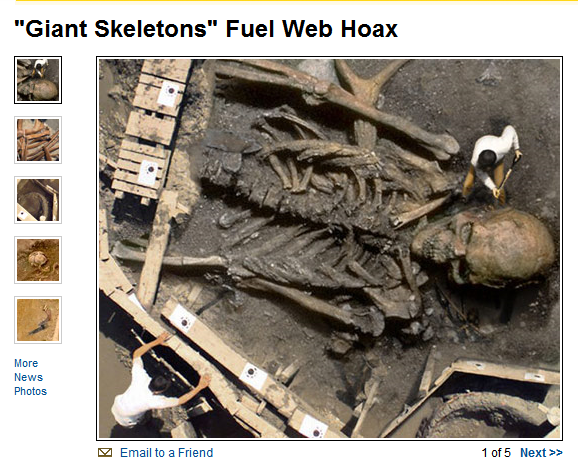 "Giant Skeletons" Fuel Web Hoax
More
News
Photos
Email to a Friend
1 of 5 Next >>